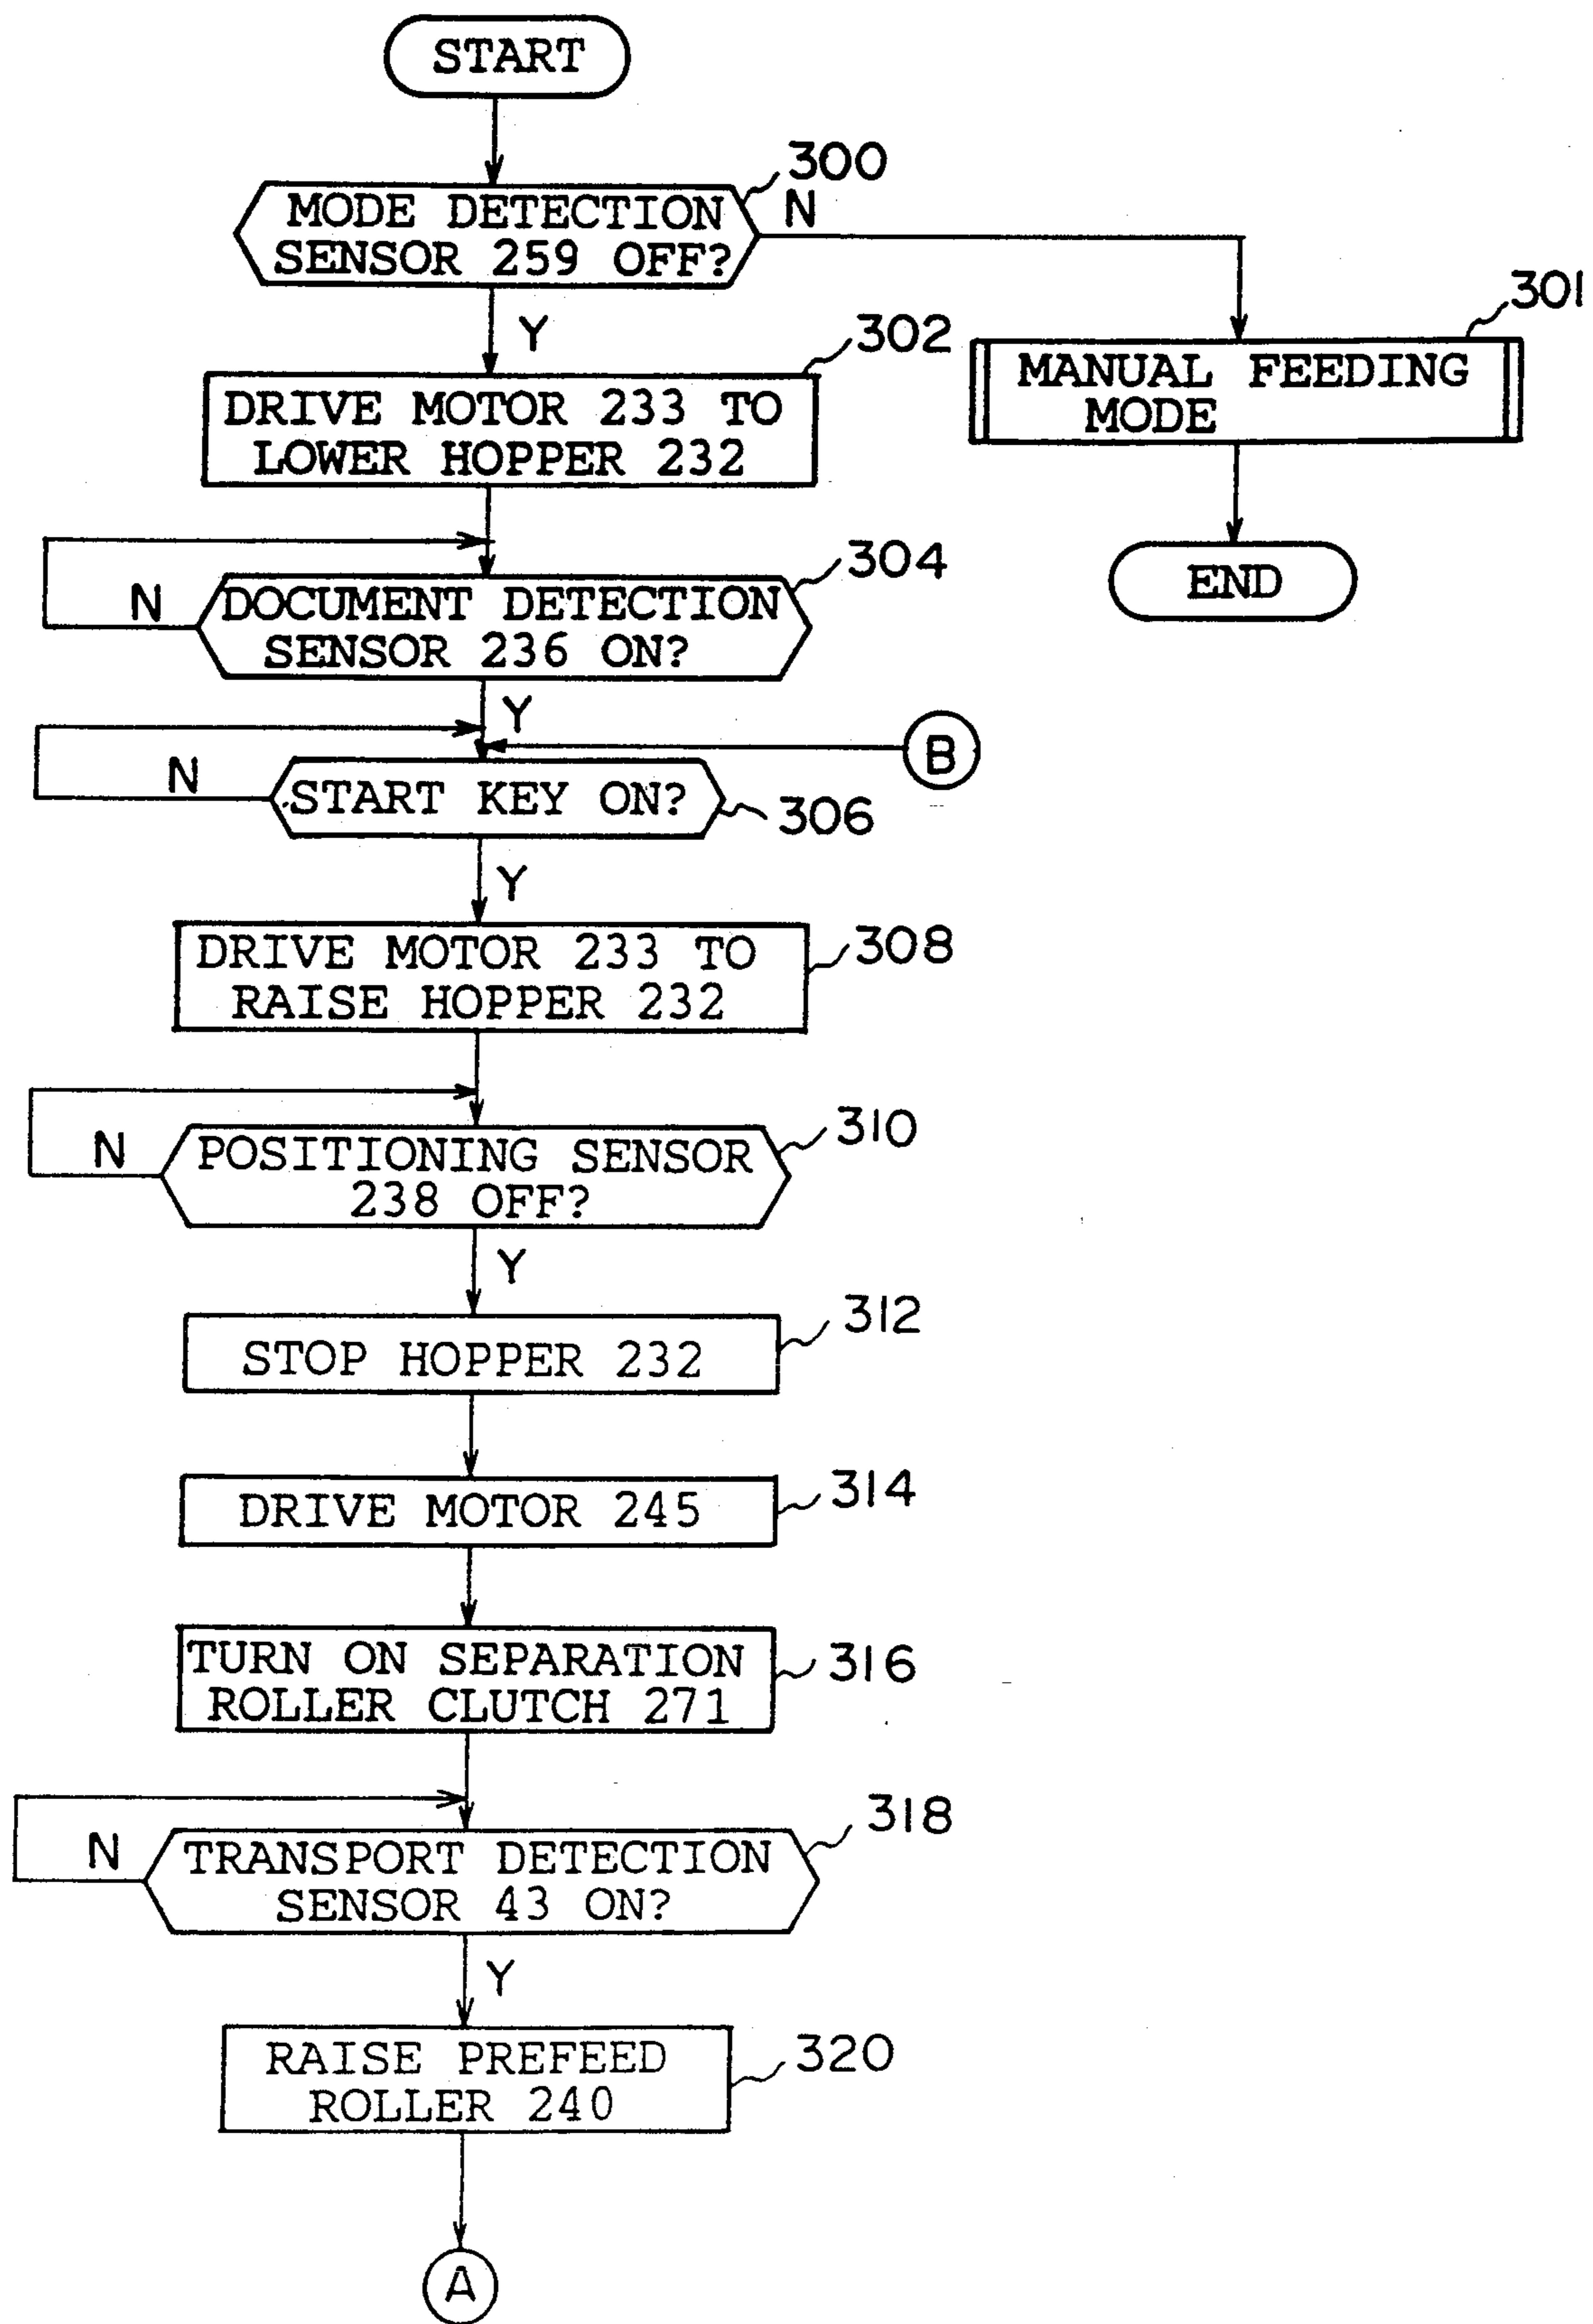 START
300
MODE DETECTION
SENSOR 259 OFF?
N
Y
301
MANUAL FEEDING
MODE
END
302
DRIVE MOTOR 233 TO
LOWER HOPPER 232
304
N
DOCUMENT DETECTION
SENSOR 236 ON?
Y
B
N
START KEY ON?
306
Y
DRIVE MOTOR 233 TO
RAISE HOPPER 232
308
310
N
POSITIONING SENSOR
238 OFF?
Y
312
STOP HOPPER 232
314
DRIVE MOTOR 245
TURN ON SEPARATION
ROLLER CLUTCH 271
316
318
N
TRANSPORT DETECTION
SENSOR 43 ON?
Y
RAISE PREFEED
ROLLER 240
320
A